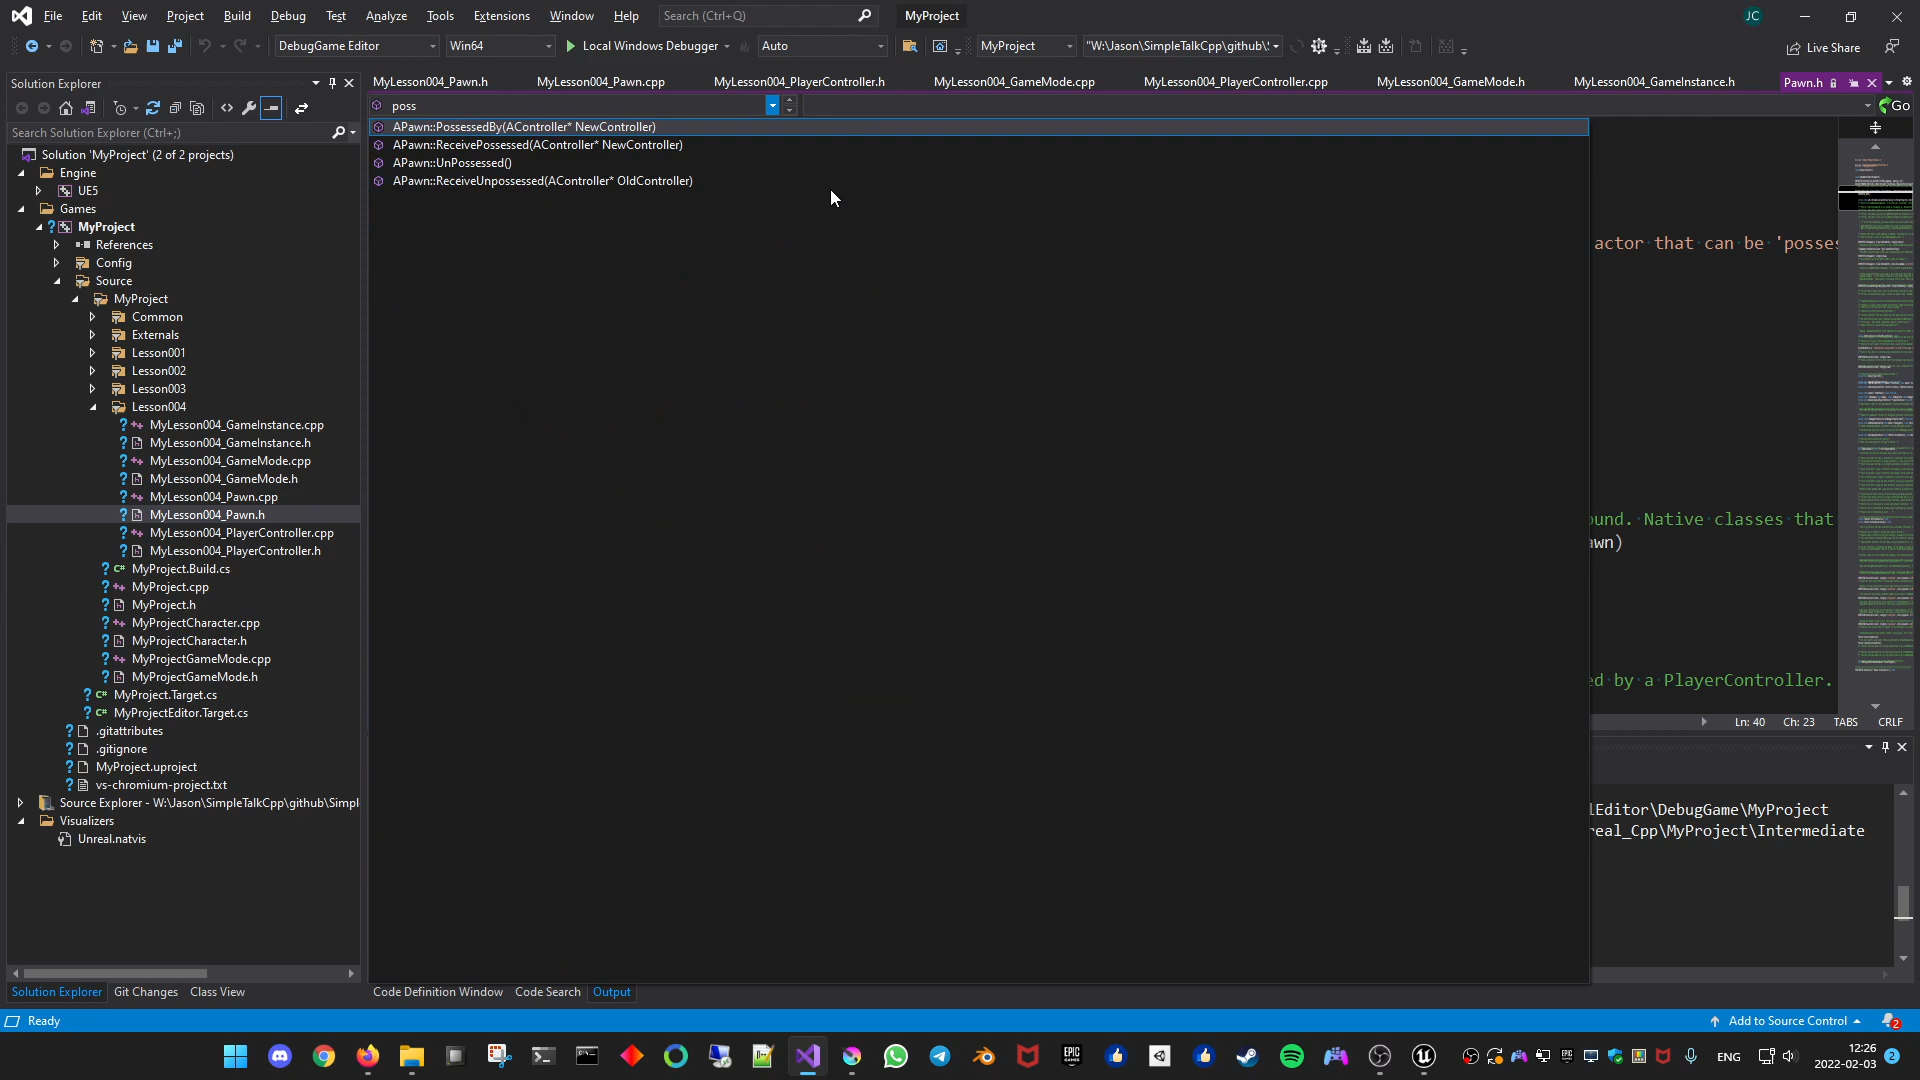 File Edit View Project Build Debug Test Analyze Tools Extensions Window Help Search (Ctrl+Q) MyProject JC
DebugGame Editor Win64 Local Windows Debugger Auto MyProject "W:\Jason\SimpleTalkCpp\github\ Live Share
Solution Explorer
MyLesson004_Pawn.h MyLesson004_Pawn.cpp MyLesson004_PlayerController.h MyLesson004_GameMode.cpp MyLesson004_PlayerController.cpp MyLesson004_GameMode.h MyLesson004_GameInstance.h Pawn.h
poss Go
Search Solution Explorer (Ctrl+;)
APawn::PossessedBy(AController* NewController)
APawn::ReceivePossessed(AController* NewController)
APawn::UnPossessed()
APawn::ReceiveUnpossessed(AController* OldController)
Solution 'MyProject' (2 of 2 projects)
Engine
UE5
Games
MyProject
References
Config
Source
MyProject
Common
Externals
Lesson001
Lesson002
Lesson003
Lesson004
MyLesson004_GameInstance.cpp
MyLesson004_GameInstance.h
MyLesson004_GameMode.cpp
MyLesson004_GameMode.h
MyLesson004_Pawn.cpp
MyLesson004_Pawn.h
MyLesson004_PlayerController.cpp
MyLesson004_PlayerController.h
MyProject.Build.cs
MyProject.cpp
MyProject.h
MyProjectCharacter.cpp
MyProjectCharacter.h
MyProjectGameMode.cpp
MyProjectGameMode.h
MyProject.Target.cs
MyProjectEditor.Target.cs
.gitattributes
.gitignore
MyProject.uproject
vs-chromium-project.txt
Source Explorer - W:\Jason\SimpleTalkCpp\github\Simpl
Visualizers
Unreal.natvis
actor that can be 'posses
ound. Native classes that
awn)
ed by a PlayerController.
Ln: 40 Ch: 23 TABS CRLF
lEditor\DebugGame\MyProject
real_Cpp\MyProject\Intermediate
Solution Explorer Git Changes Class View Code Definition Window Code Search Output
Ready Add to Source Control 2
ENG 12:26
2022-02-03 2